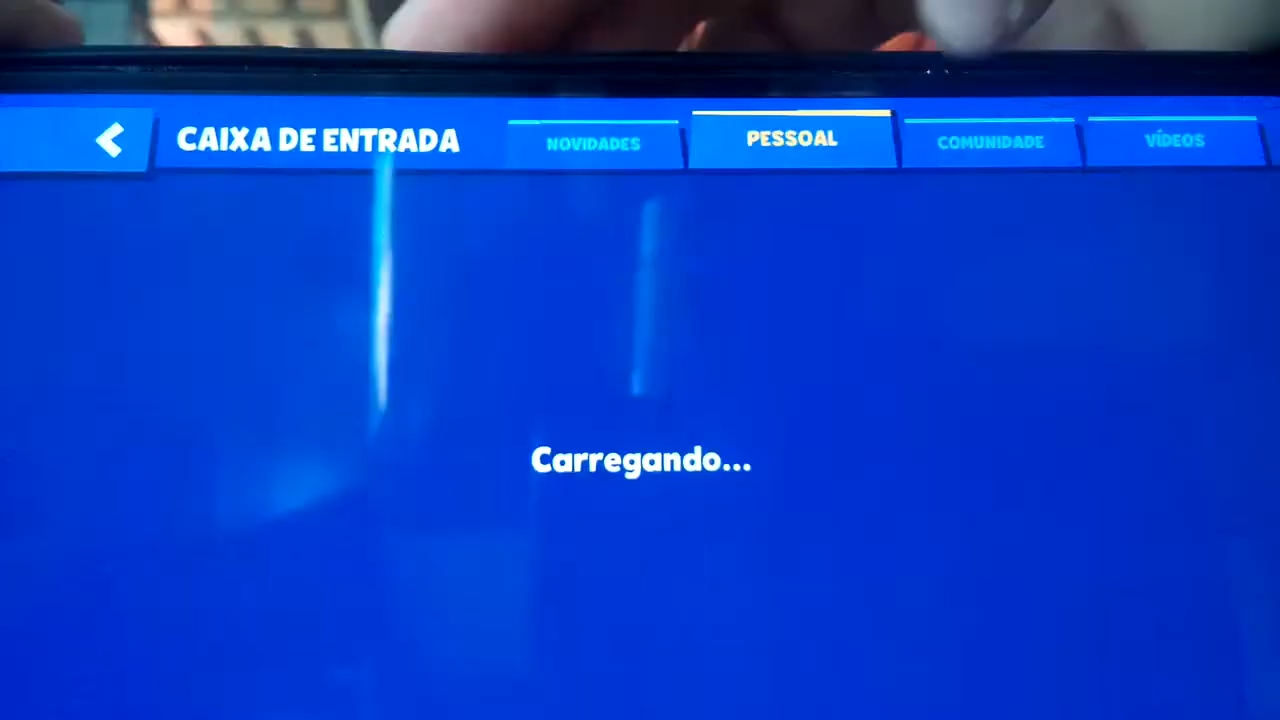 CAIXA DE ENTRADA
NOVIDADES
PESSOAL
COMUNIDADE
VÍDEOS
Carregando...